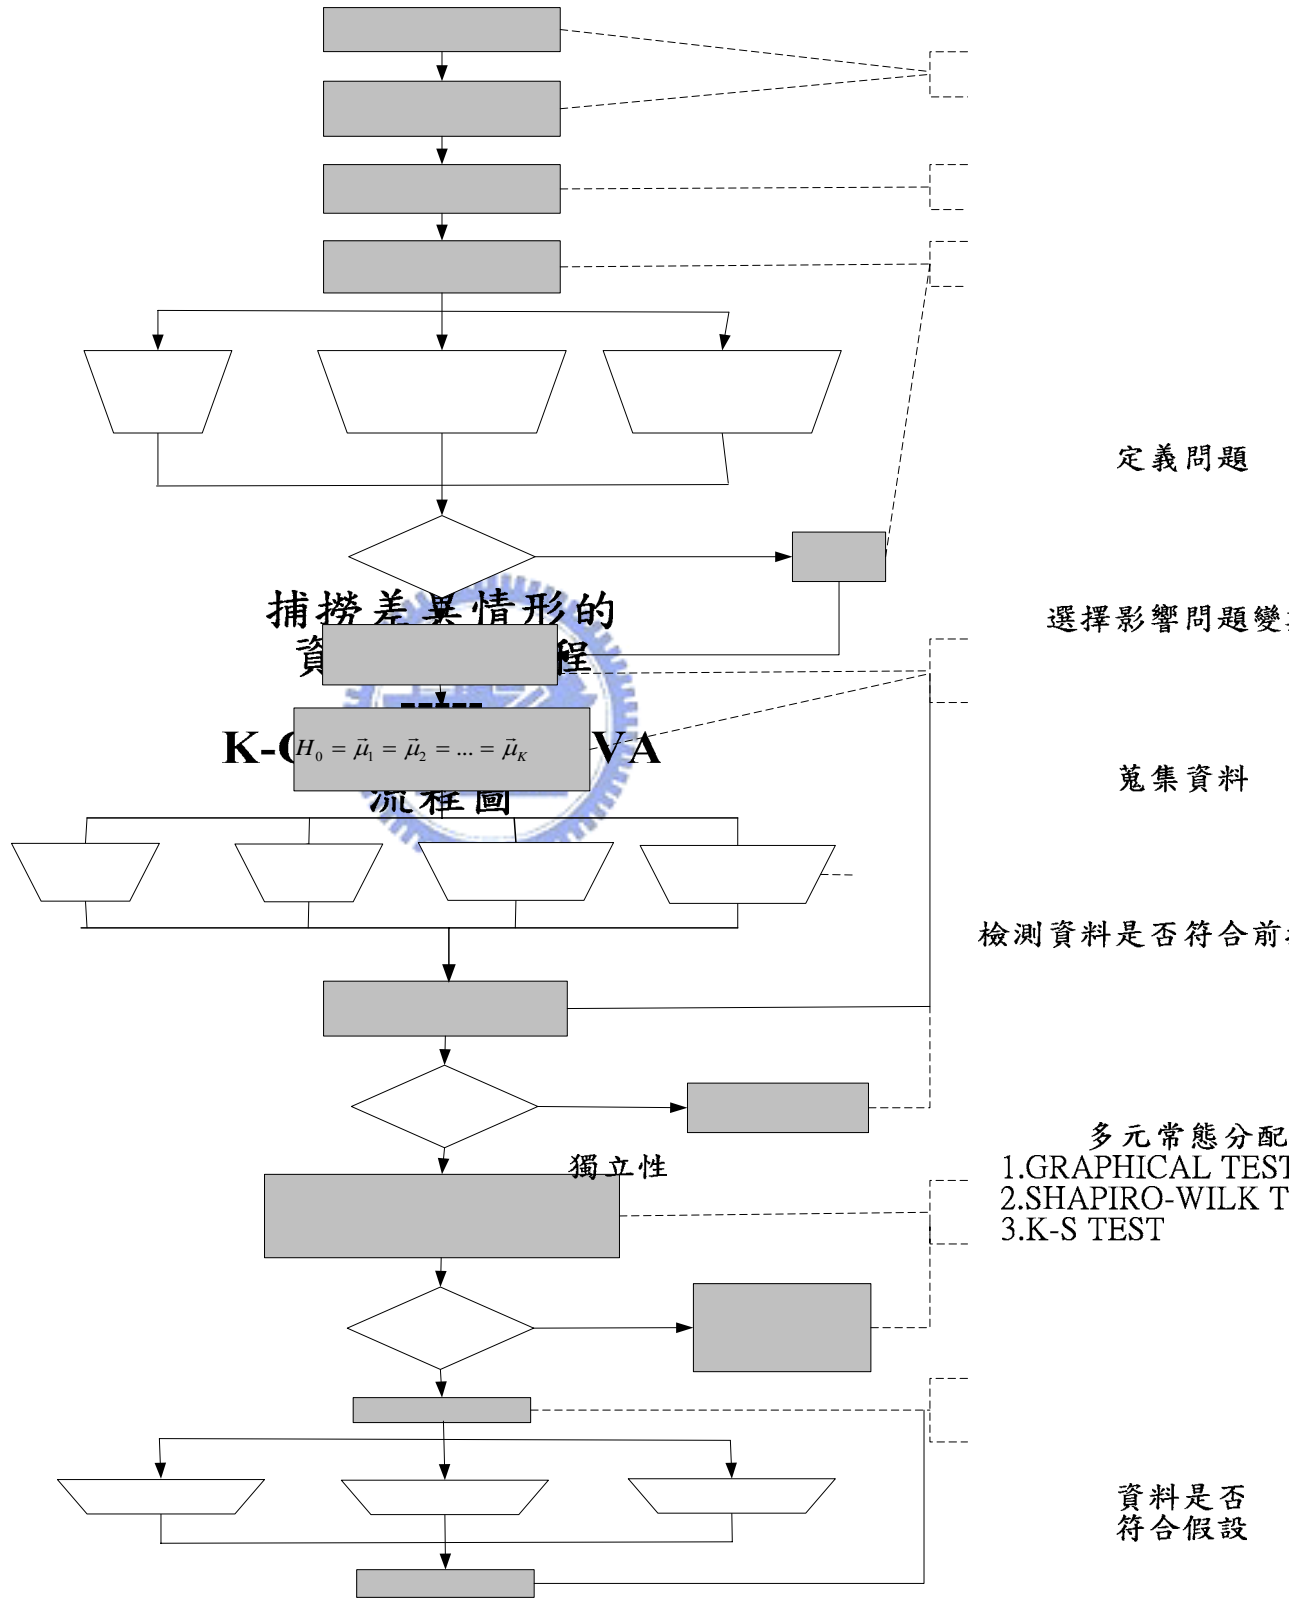 定義問題
捕撈差異情形的
選擇影響問題變
資 程
K-
H₀ = μ⃗₁ = μ⃗₂ = ... = μ⃗_K
VA
流程圖
蒐集資料
檢測資料是否符合前
獨立性
多元常態分配
1.GRAPHICAL TEST
2.SHAPIRO-WILK T
3.K-S TEST
資料是否
符合假設